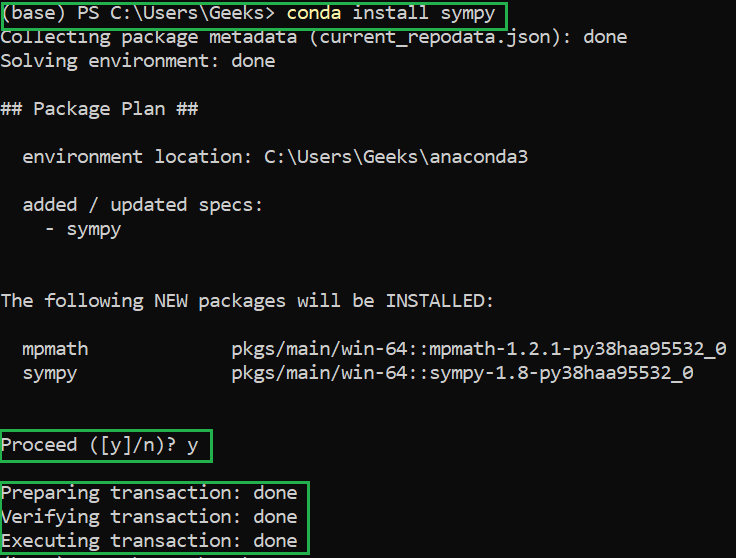 (base) PS C:\Users\Geeks> conda install sympy
Collecting package metadata (current_repodata.json): done
Solving environment: done
## Package Plan ##
environment location: C:\Users\Geeks\anaconda3
added / updated specs:
- sympy
The following NEW packages will be INSTALLED:
mpmath pkgs/main/win-64::mpmath-1.2.1-py38haa95532_0
sympy pkgs/main/win-64::sympy-1.8-py38haa95532_0
Proceed ([y]/n)? y
Preparing transaction: done
Verifying transaction: done
Executing transaction: done